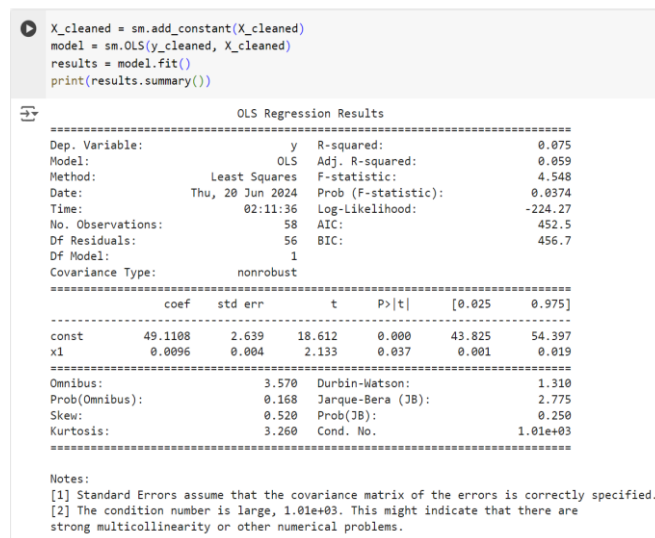 X_cleaned = sm.add_constant(X_cleaned)
model = sm.OLS(y_cleaned, X_cleaned)
results = model.fit()
print(results.summary())
OLS Regression Results
==============================================================================
Dep. Variable:                      y   R-squared:                       0.075
Model:                            OLS   Adj. R-squared:                  0.059
Method:                 Least Squares   F-statistic:                     4.548
Date:                Thu, 20 Jun 2024   Prob (F-statistic):             0.0374
Time:                        02:11:36   Log-Likelihood:                -224.27
No. Observations:                  58   AIC:                             452.5
Df Residuals:                      56   BIC:                             456.7
Df Model:                           1
Covariance Type:            nonrobust
==============================================================================
coef    std err          t      P>|t|      [0.025      0.975]
------------------------------------------------------------------------------
const         49.1108      2.639     18.612      0.000      43.825      54.397
x1             0.0096      0.004      2.133      0.037       0.001       0.019
==============================================================================
Omnibus:                        3.570   Durbin-Watson:                   1.310
Prob(Omnibus):                  0.168   Jarque-Bera (JB):                2.775
Skew:                           0.520   Prob(JB):                        0.250
Kurtosis:                       3.260   Cond. No.                     1.01e+03
==============================================================================
Notes:
[1] Standard Errors assume that the covariance matrix of the errors is correctly specified.
[2] The condition number is large, 1.01e+03. This might indicate that there are
strong multicollinearity or other numerical problems.